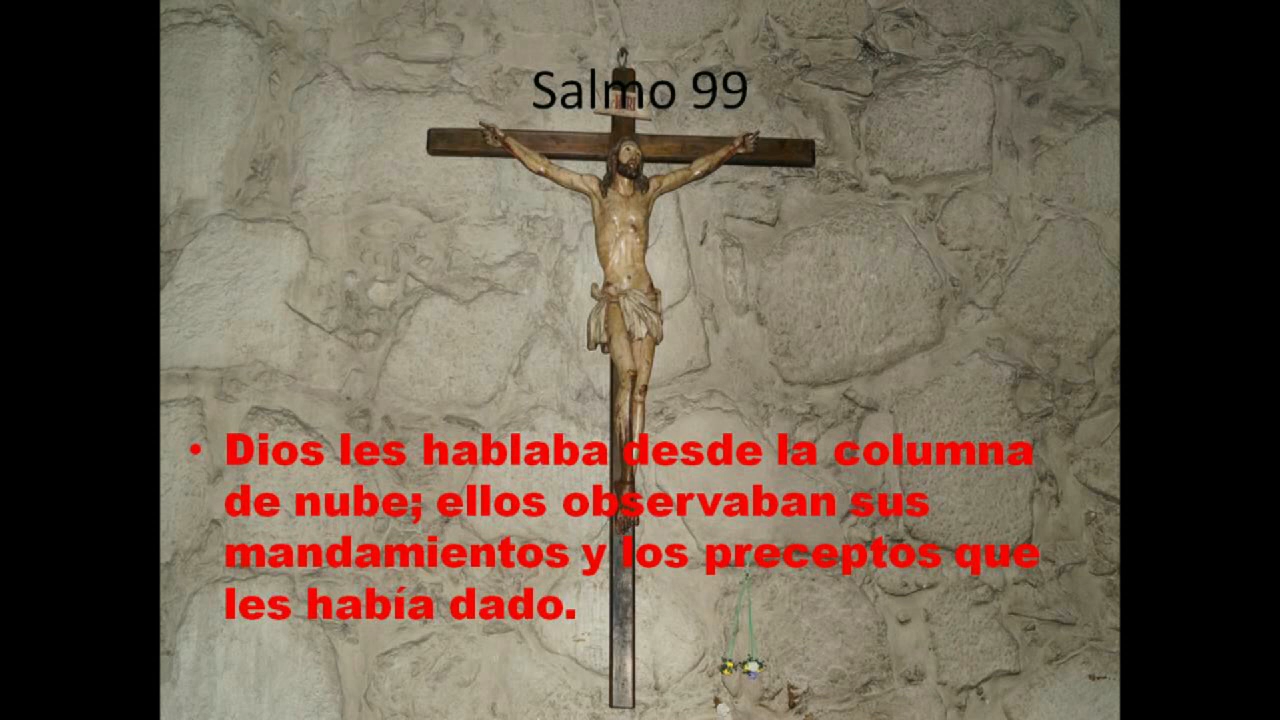 Salmo 99
• Dios les hablaba desde la columna
de nube; ellos observaban sus
mandamientos y los preceptos que
les había dado.